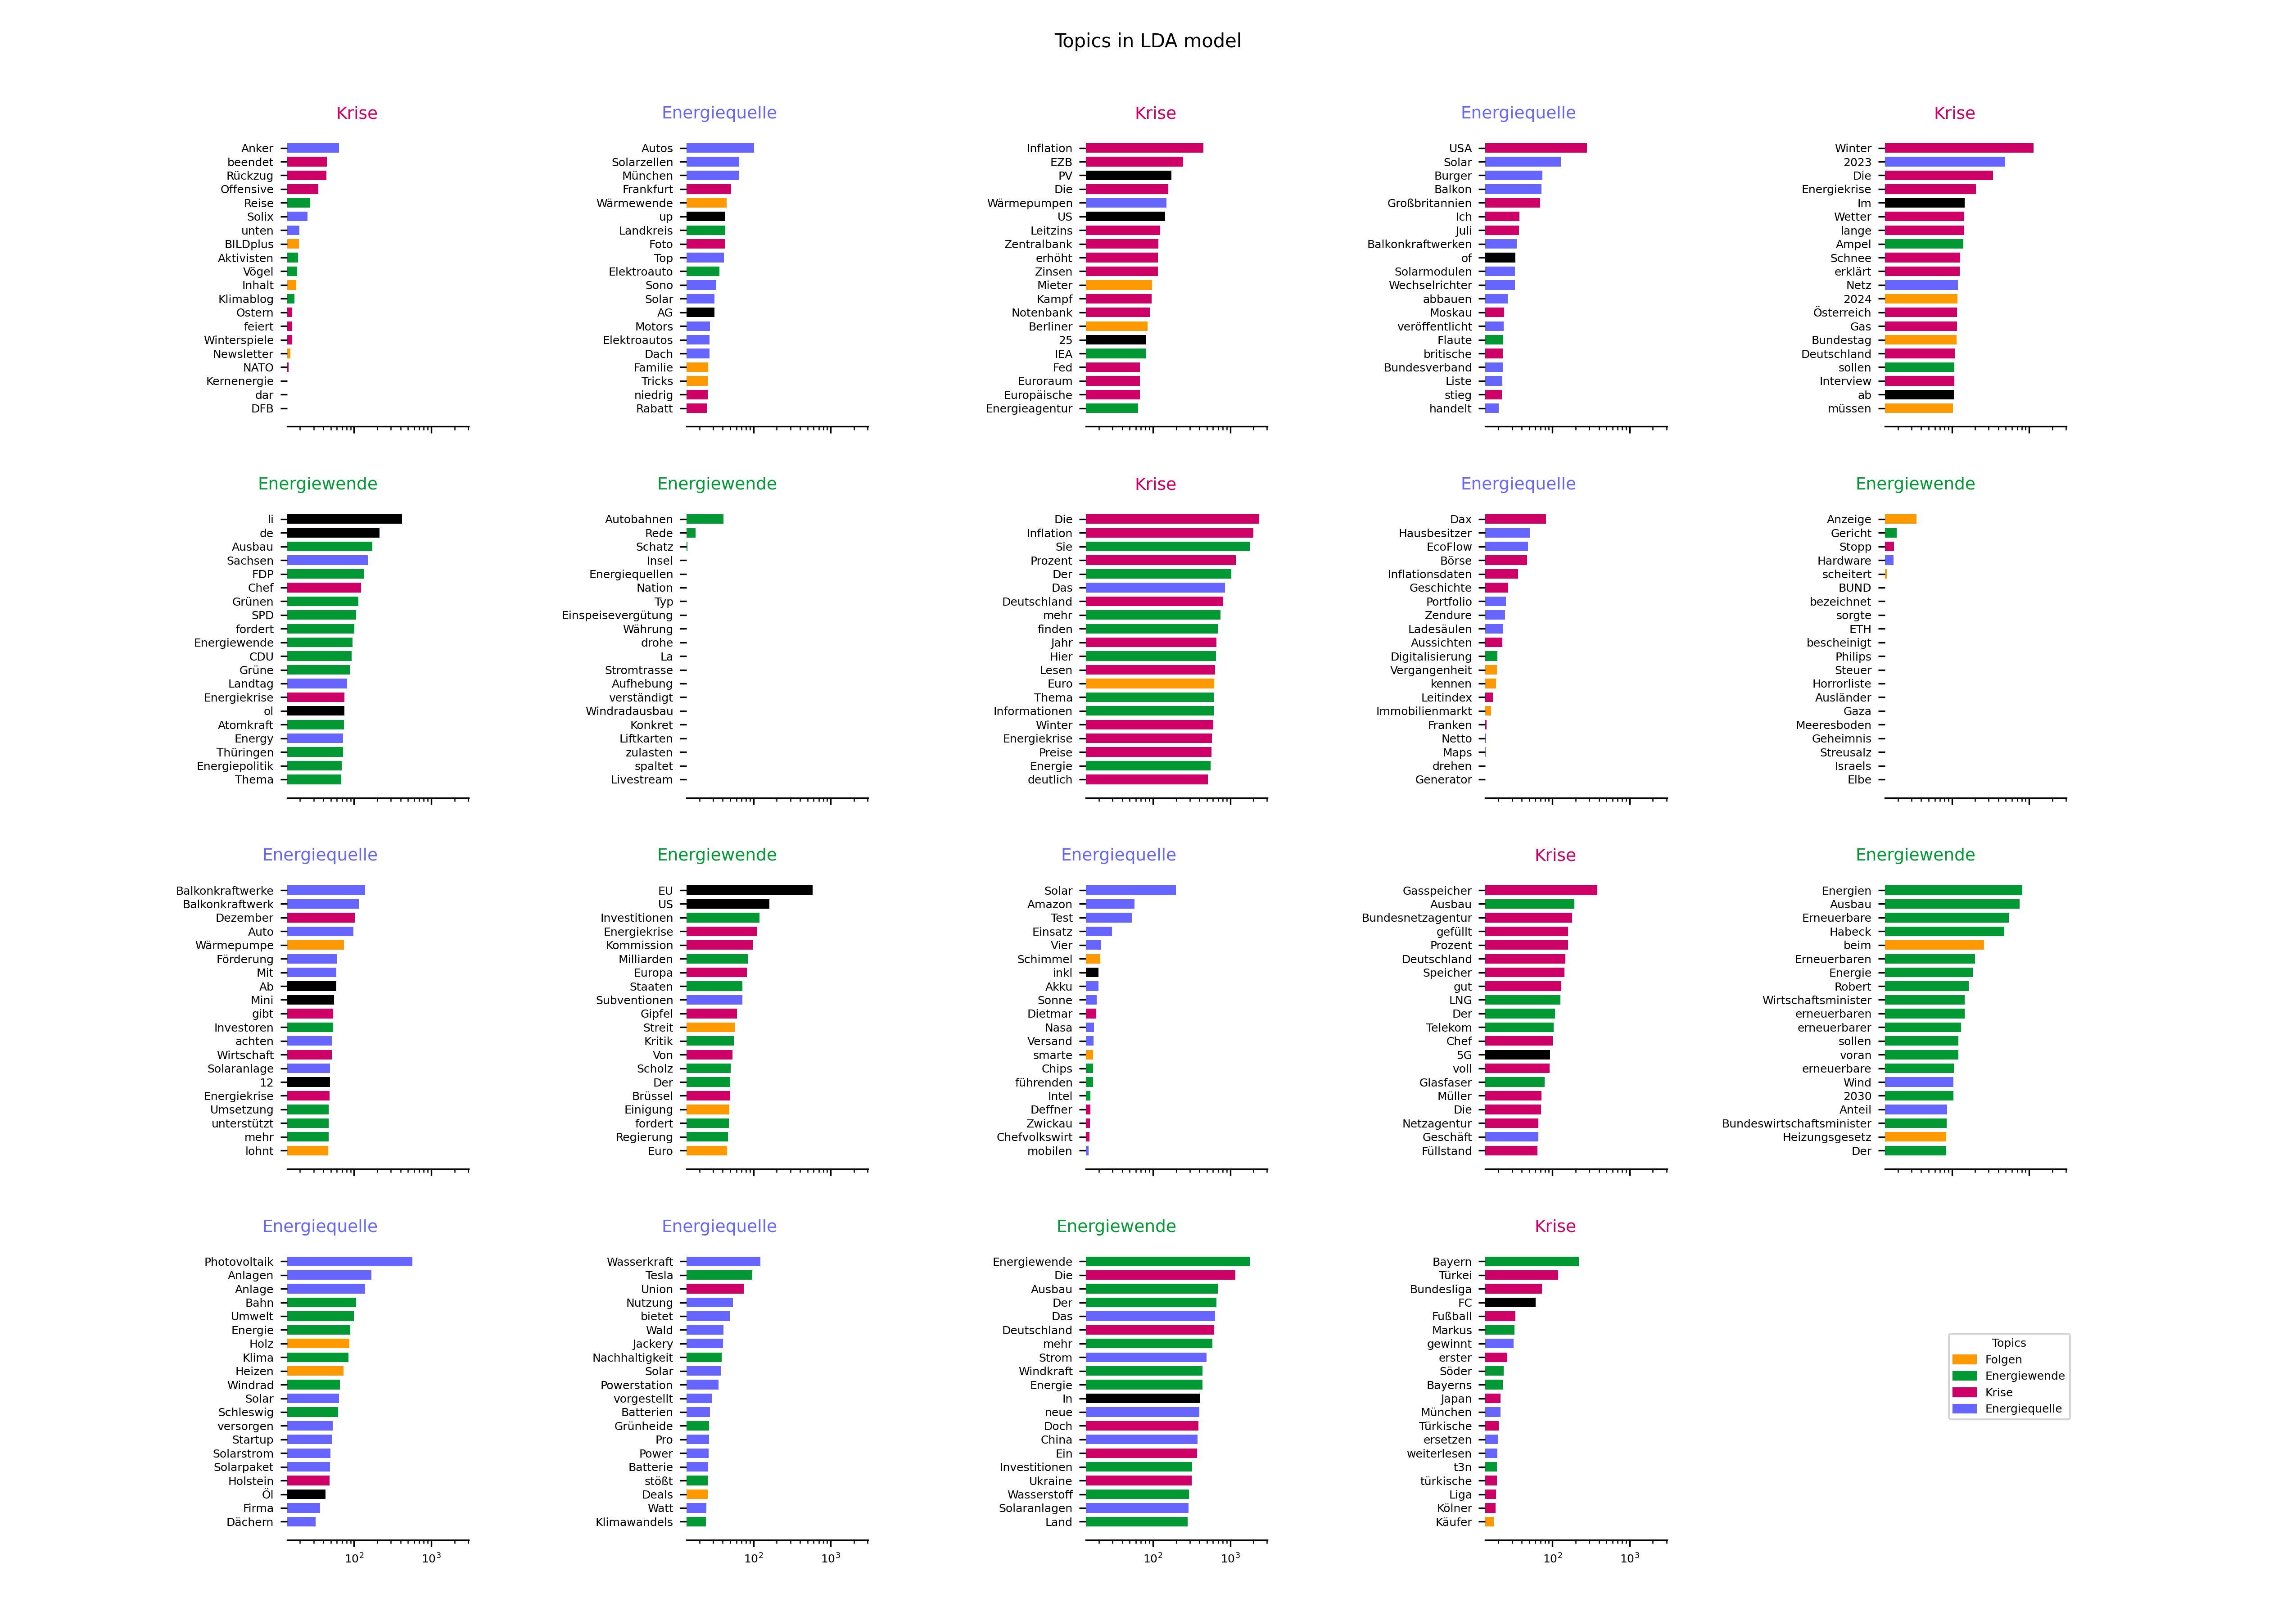 Topics in LDA model
Krise
Anker
beendet
Rückzug
Offensive
Reise
Solix
unten
BILDplus
Aktivisten
Vögel
Inhalt
Klimablog
Ostern
feiert
Winterspiele
Newsletter
NATO
Kernenergie
dar
DFB
Energiequelle
Autos
Solarzellen
München
Frankfurt
Wärmewende
up
Landkreis
Foto
Top
Elektroauto
Sono
Solar
AG
Motors
Elektroautos
Dach
Familie
Tricks
niedrig
Rabatt
Krise
Inflation
EZB
PV
Die
Wärmepumpen
US
Leitzins
Zentralbank
erhöht
Zinsen
Mieter
Kampf
Notenbank
Berliner
25
IEA
Fed
Euroraum
Europäische
Energieagentur
Energiequelle
USA
Solar
Burger
Balkon
Großbritannien
Ich
Juli
Balkonkraftwerken
of
Solarmodulen
Wechselrichter
abbauen
Moskau
veröffentlicht
Flaute
britische
Bundesverband
Liste
stieg
handelt
Krise
Winter
2023
Die
Energiekrise
Im
Wetter
lange
Ampel
Schnee
erklärt
Netz
2024
Österreich
Gas
Bundestag
Deutschland
sollen
Interview
ab
müssen
Energiewende
li
de
Ausbau
Sachsen
FDP
Chef
Grünen
SPD
fordert
Energiewende
CDU
Grüne
Landtag
Energiekrise
ol
Atomkraft
Energy
Thüringen
Energiepolitik
Thema
Energiewende
Autobahnen
Rede
Schatz
Insel
Energiequellen
Nation
Typ
Einspeisevergütung
Währung
drohe
La
Stromtrasse
Aufhebung
verständigt
Windradausbau
Konkret
Liftkarten
zulasten
spaltet
Livestream
Krise
Die
Inflation
Sie
Prozent
Der
Das
Deutschland
mehr
finden
Jahr
Hier
Lesen
Euro
Thema
Informationen
Winter
Energiekrise
Preise
Energie
deutlich
Energiequelle
Dax
Hausbesitzer
EcoFlow
Börse
Inflationsdaten
Geschichte
Portfolio
Zendure
Ladesäulen
Aussichten
Digitalisierung
Vergangenheit
kennen
Leitindex
Immobilienmarkt
Franken
Netto
Maps
drehen
Generator
Energiewende
Anzeige
Gericht
Stopp
Hardware
scheitert
BUND
bezeichnet
sorgte
ETH
bescheinigt
Philips
Steuer
Horrorliste
Ausländer
Gaza
Meeresboden
Geheimnis
Streusalz
Israels
Elbe
Energiequelle
Balkonkraftwerke
Balkonkraftwerk
Dezember
Auto
Wärmepumpe
Förderung
Mit
Ab
Mini
gibt
Investoren
achten
Wirtschaft
Solaranlage
12
Energiekrise
Umsetzung
unterstützt
mehr
lohnt
Energiewende
EU
US
Investitionen
Energiekrise
Kommission
Milliarden
Europa
Staaten
Subventionen
Gipfel
Streit
Kritik
Von
Scholz
Der
Brüssel
Einigung
fordert
Regierung
Euro
Energiequelle
Solar
Amazon
Test
Einsatz
Vier
Schimmel
inkl
Akku
Sonne
Dietmar
Nasa
Versand
smarte
Chips
führenden
Intel
Deffner
Zwickau
Chefvolkswirt
mobilen
Krise
Gasspeicher
Ausbau
Bundesnetzagentur
gefüllt
Prozent
Deutschland
Speicher
gut
LNG
Der
Telekom
Chef
5G
voll
Glasfaser
Müller
Die
Netzagentur
Geschäft
Füllstand
Energiewende
Energien
Ausbau
Erneuerbare
Habeck
beim
Erneuerbaren
Energie
Robert
Wirtschaftsminister
erneuerbaren
erneuerbarer
sollen
voran
erneuerbare
Wind
2030
Anteil
Bundeswirtschaftsminister
Heizungsgesetz
Der
Energiequelle
Photovoltaik
Anlagen
Anlage
Bahn
Umwelt
Energie
Holz
Klima
Heizen
Windrad
Solar
Schleswig
versorgen
Startup
Solarstrom
Solarpaket
Holstein
Öl
Firma
Dächern
10²
10³
Energiequelle
Wasserkraft
Tesla
Union
Nutzung
bietet
Wald
Jackery
Nachhaltigkeit
Solar
Powerstation
vorgestellt
Batterien
Grünheide
Pro
Power
Batterie
stößt
Deals
Watt
Klimawandels
10²
10³
Energiewende
Energiewende
Die
Ausbau
Der
Das
Deutschland
mehr
Strom
Windkraft
Energie
In
neue
Doch
China
Ein
Investitionen
Ukraine
Wasserstoff
Solaranlagen
Land
10²
10³
Krise
Bayern
Türkei
Bundesliga
FC
Fußball
Markus
gewinnt
erster
Söder
Bayerns
Japan
München
Türkische
ersetzen
weiterlesen
t3n
türkische
Liga
Kölner
Käufer
10²
10³
Topics
Folgen
Energiewende
Krise
Energiequelle